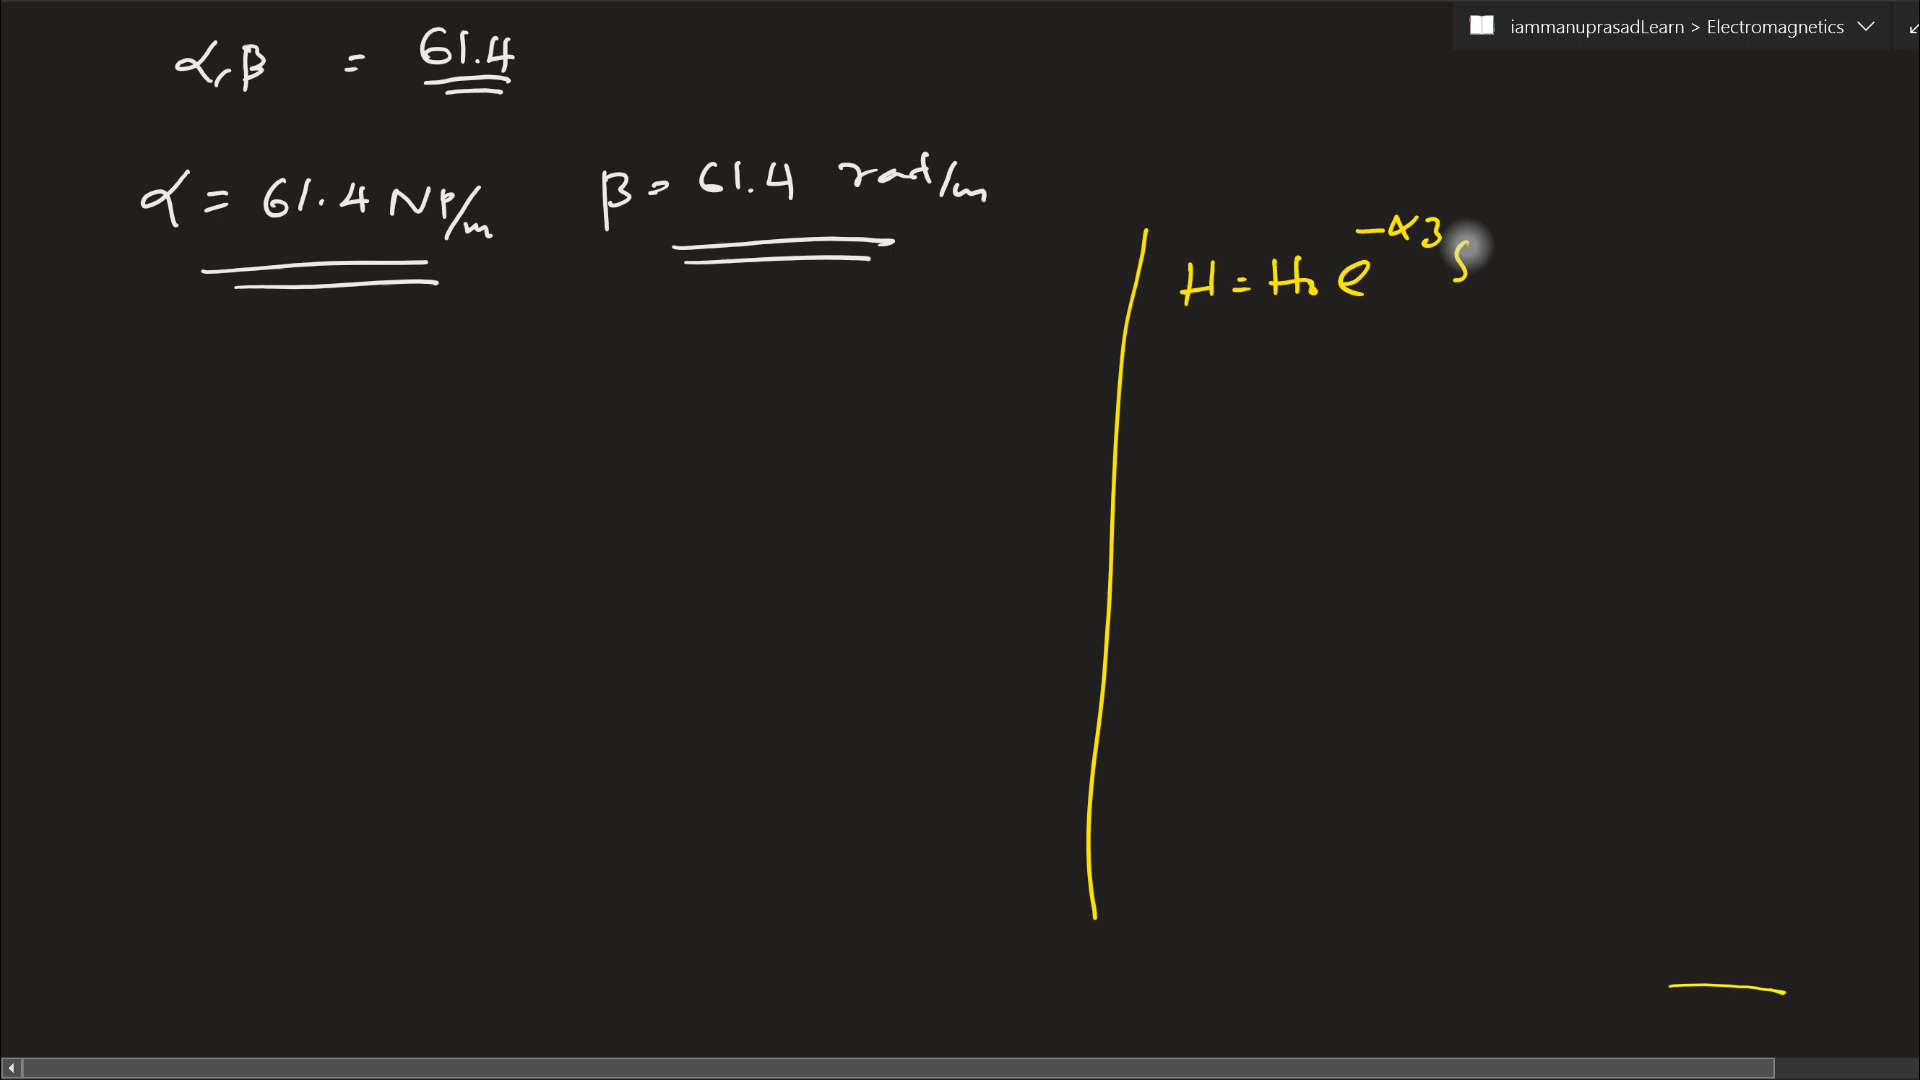 iammanuprasadLearn > Electromagnetics
α, β = 61.4
α = 61.4 Np/m
β = 61.4 rad/m
H = H₀ e^{-αz} s